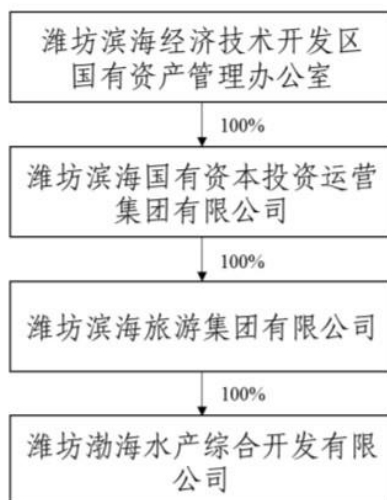 潍坊滨海经济技术开发区
国有资产管理办公室
100%
潍坊滨海国有资本投资运营
集团有限公司
100%
潍坊滨海旅游集团有限公司
100%
潍坊渤海水产综合开发有限
公司